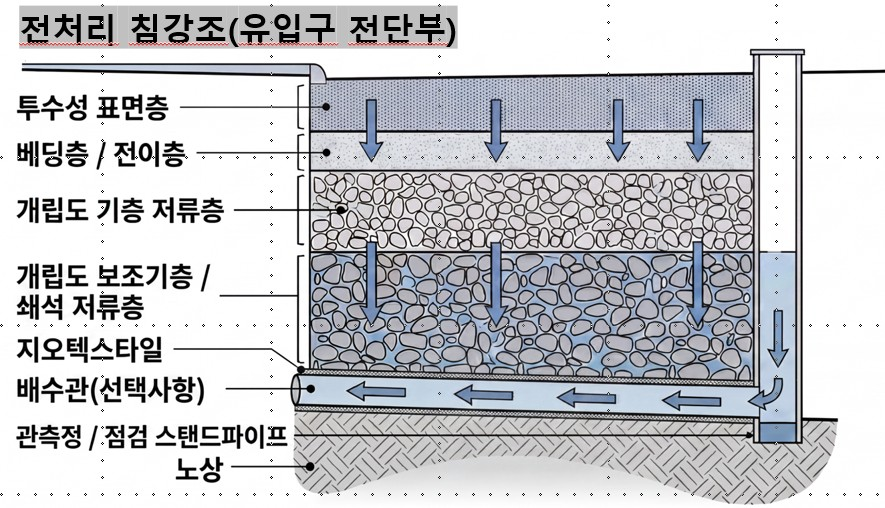 전처리 침강조(유입구 전단부)
투수성 표면층
베딩층 / 전이층
개립도 기층 저류층
개립도 보조기층 /
쇄석 저류층
지오텍스타일
배수관(선택사항)
관측정 / 점검 스탠드파이프
노상